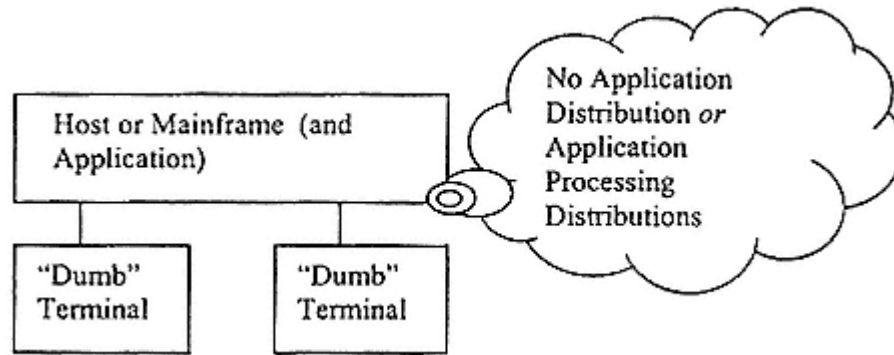 Host or Mainframe (and
Application)
No Application
Distribution or
Application
Processing
Distributions
“Dumb”
Terminal
“Dumb”
Terminal